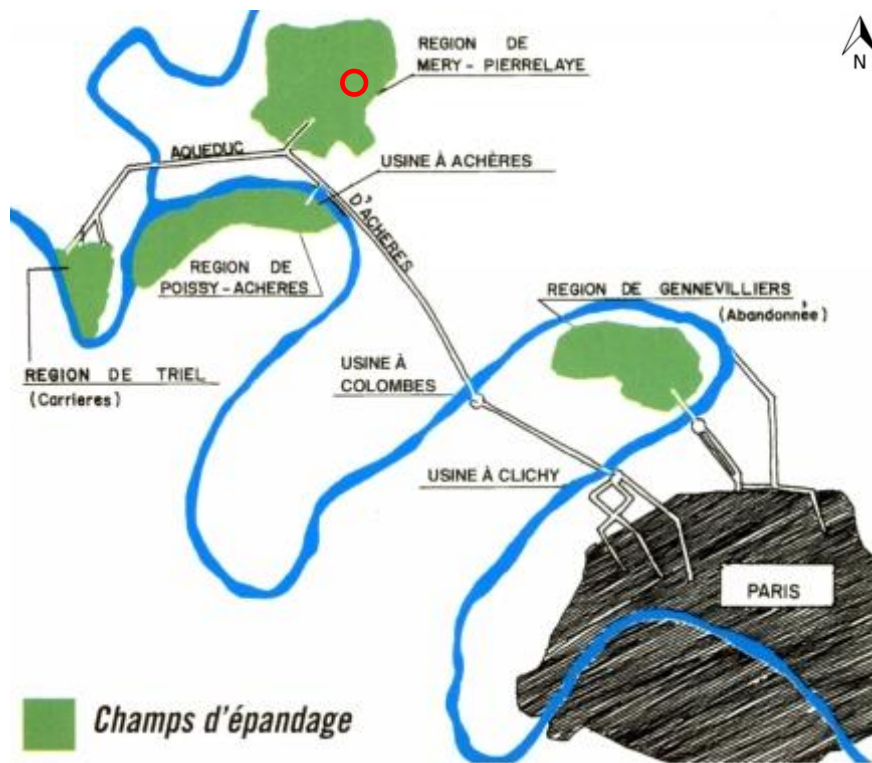 REGION DE
MERY - PIERRELAYE
N
AQUEDUC
USINE À ACHÈRES
D'ACHERES
REGION DE
POISSY-ACHERES
REGION DE GENNEVILLIERS
(Abandonnée)
USINE À
COLOMBES
REGION DE TRIEL
(Carrieres)
USINE À CLICHY
PARIS
Champs d'épandage